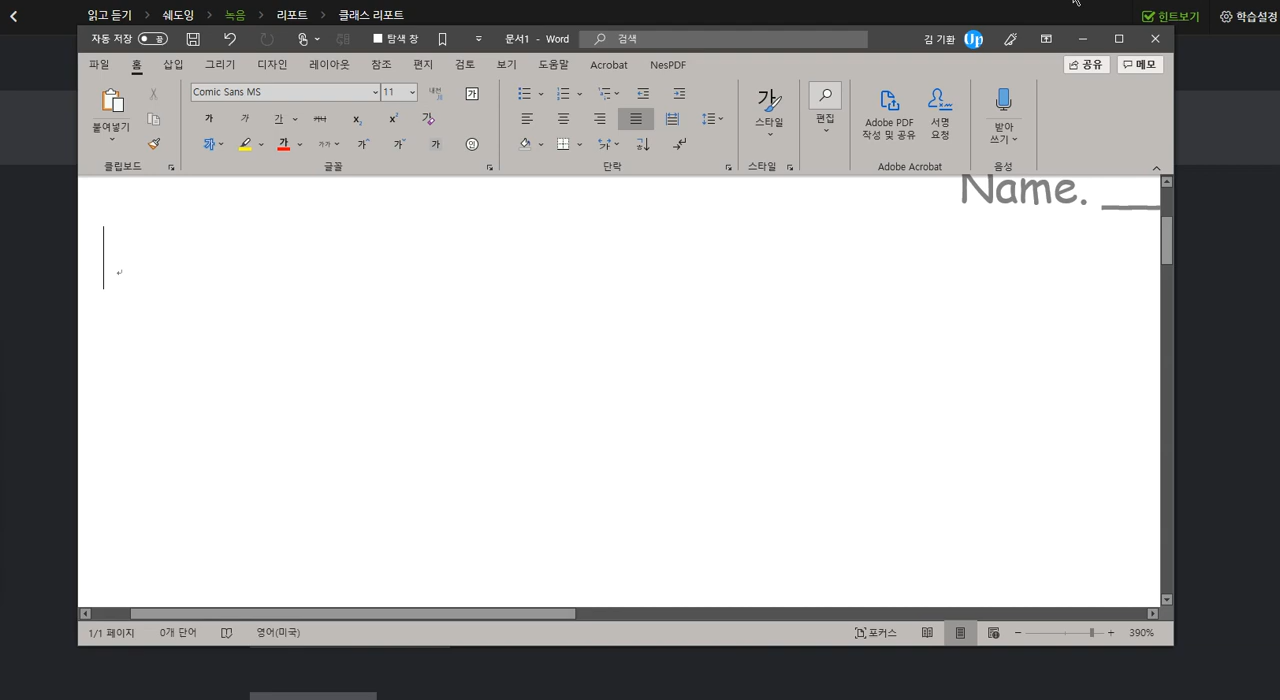 읽고 듣기 쉐도잉 녹음 리포트 클래스 리포트
힌트보기 학습설정
자동 저장 끔 탐색 창 문서1 - Word 검색 김 기환 Up
파일 홈 삽입 그리기 디자인 레이아웃 참조 편지 검토 보기 도움말 Acrobat NesPDF 공유 메모
붙여넣기 Comic Sans MS 11 스타일 편집 Adobe PDF 작성 및 공유 서명 요청 받아쓰기
클립보드 글꼴 단락 스타일 Adobe Acrobat 음성
Name. ___
1/1 페이지 0개 단어 영어(미국) 포커스 390%